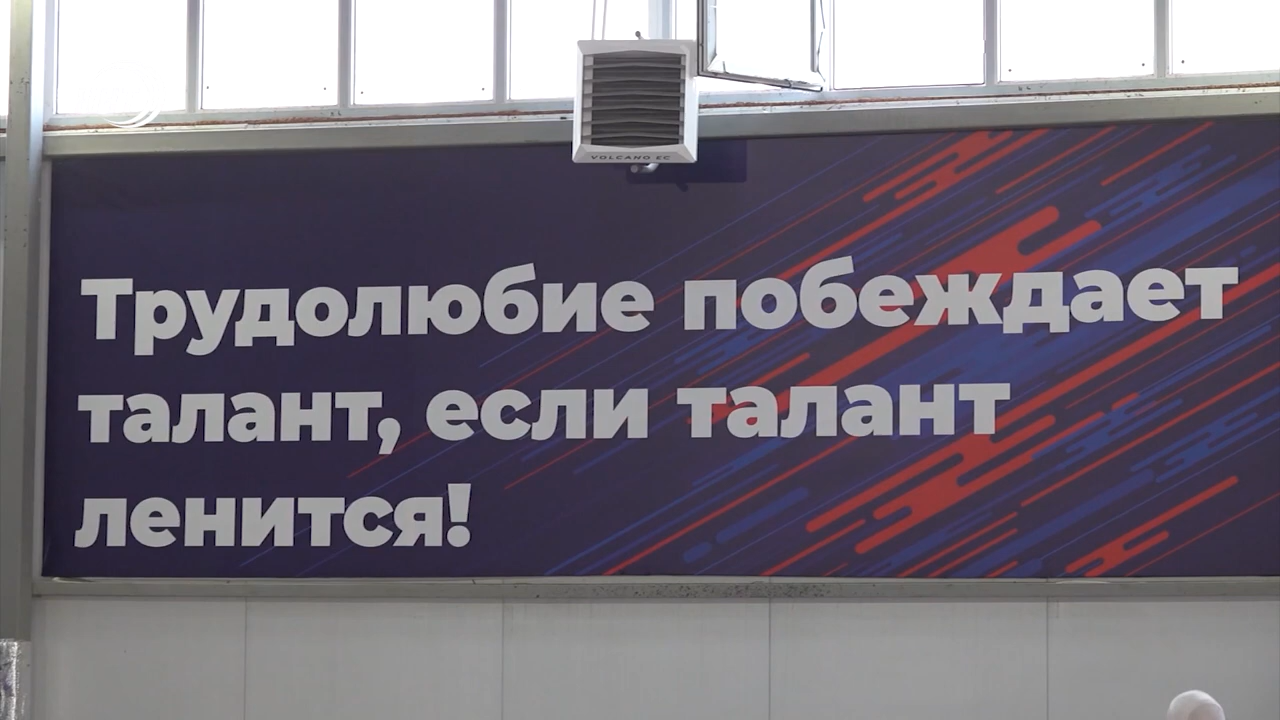 VOLCANO EC
Трудолюбие побеждает
талант, если талант
ленится!